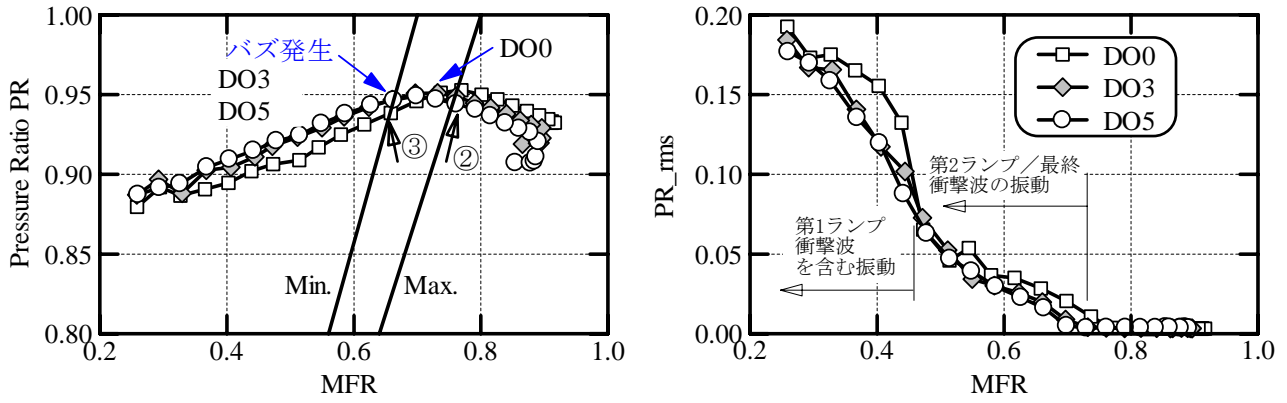 1.00
0.95
0.90
0.85
0.80
Pressure Ratio PR
バズ発生
DO0
DO3
DO5
③
②
Min.
Max.
0.2
0.4
0.6
0.8
1.0
MFR
0.20
0.15
0.10
0.05
0.00
PR_rms
DO0
DO3
DO5
第2ランプ／最終
衝撃波の振動
第1ランプ
衝撃波
を含む振動
0.2
0.4
0.6
0.8
1.0
MFR